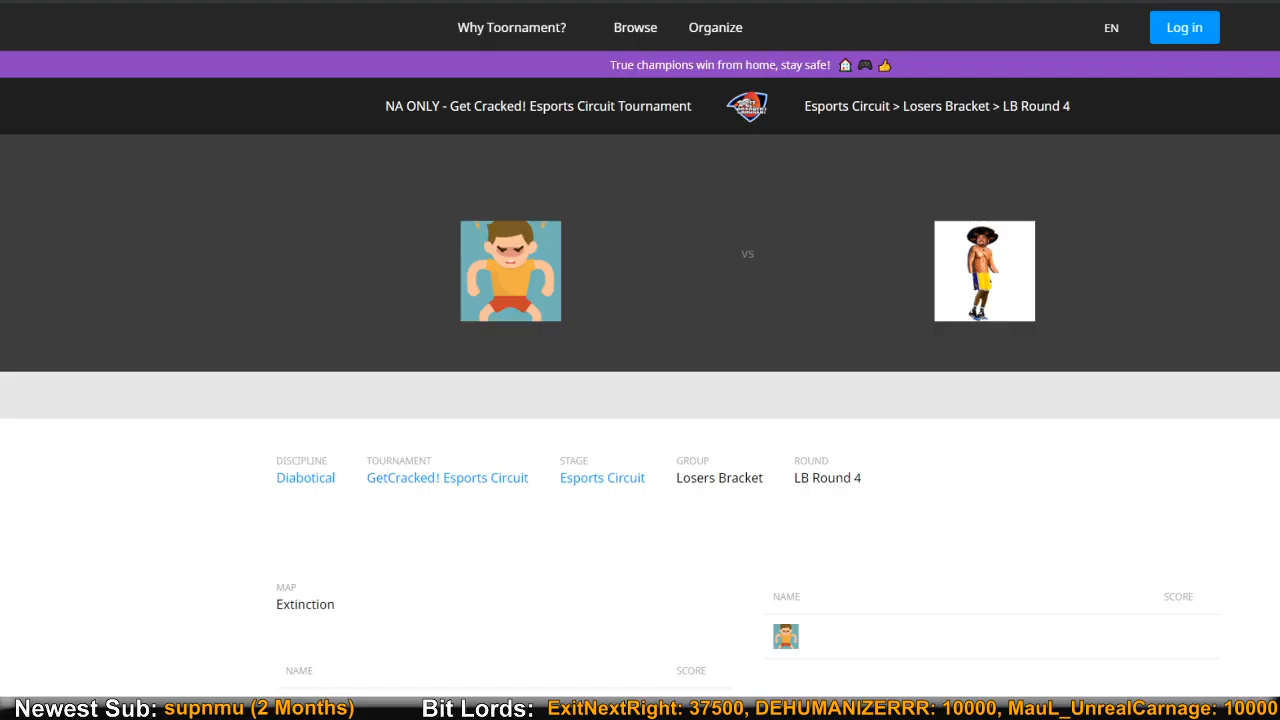 Why Toornament? Browse Organize EN Log in
True champions win from home, stay safe!
NA ONLY - Get Cracked! Esports Circuit Tournament Esports Circuit > Losers Bracket > LB Round 4
vs
DISCIPLINE TOURNAMENT STAGE GROUP ROUND
Diabotical GetCracked! Esports Circuit Esports Circuit Losers Bracket LB Round 4
MAP
Extinction
NAME SCORE
NAME SCORE
Newest Sub: supnmu (2 Months) Bit Lords: ExitNextRight: 37500, DEHUMANIZERRR: 10000, MauL_UnrealCarnage: 10000